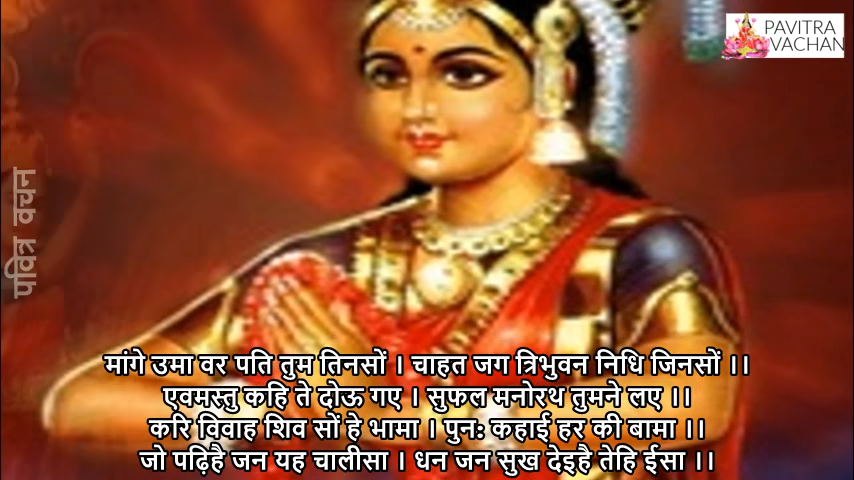 PAVITRA
VACHAN
पवित्र वचन
मांगे उमा वर पति तुम तिनसों । चाहत जग त्रिभुवन निधि जिनसों ।।
एवमस्तु कहि ते दोऊ गए । सुफल मनोरथ तुमने लए ।।
करि विवाह शिव सों हे भामा । पुनः कहाई हर की बामा ।।
जो पढ़िहै जन यह चालीसा । धन जन सुख देइहै तेहि ईसा ।।